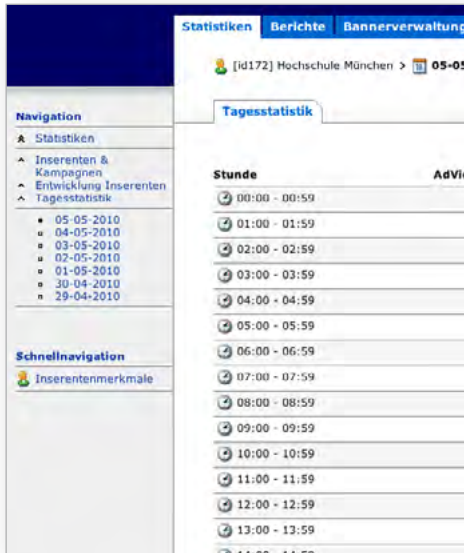 Statistiken Berichte Bannerverwaltung
[id172] Hochschule München > 05-05
Tagesstatistik
Navigation
Statistiken
Inserenten &
Kampagnen
Entwicklung Inserenten
Tagesstatistik
05-05-2010
04-05-2010
03-05-2010
02-05-2010
01-05-2010
30-04-2010
29-04-2010
Schnellnavigation
Inserentenmerkmale
Stunde AdVie
00:00 - 00:59
01:00 - 01:59
02:00 - 02:59
03:00 - 03:59
04:00 - 04:59
05:00 - 05:59
06:00 - 06:59
07:00 - 07:59
08:00 - 08:59
09:00 - 09:59
10:00 - 10:59
11:00 - 11:59
12:00 - 12:59
13:00 - 13:59